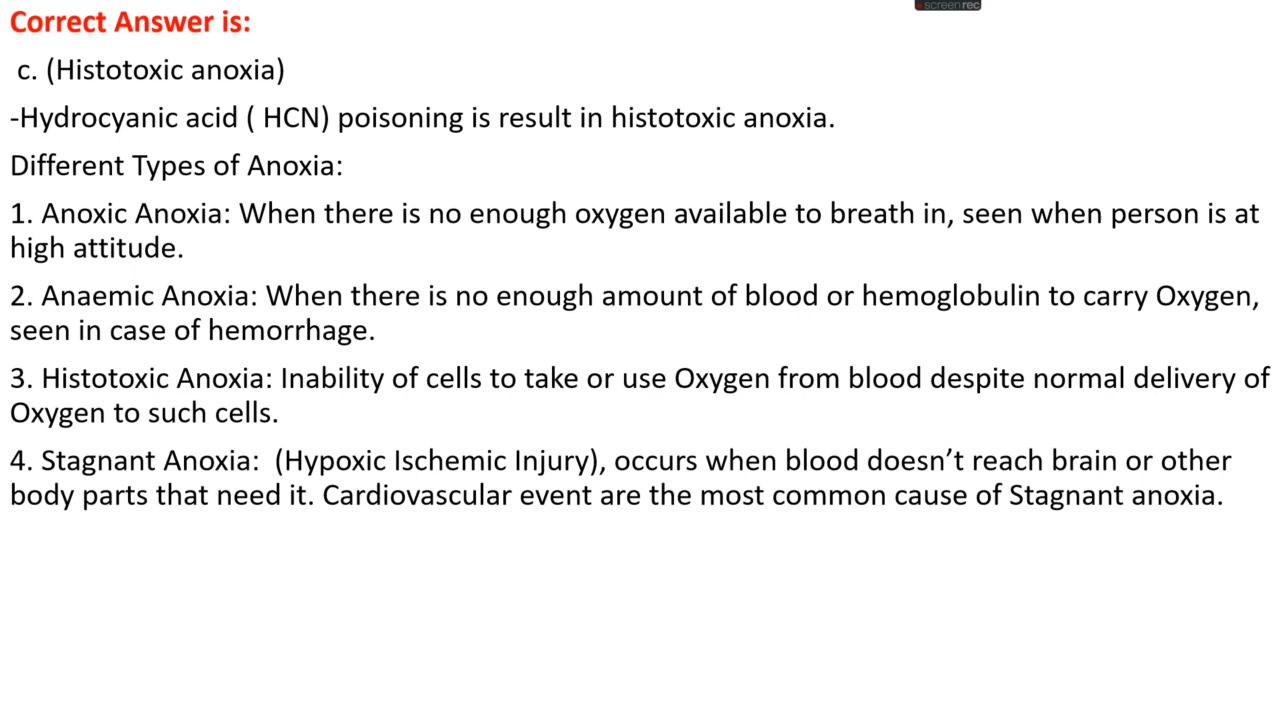 screenrec
Correct Answer is:
c. (Histotoxic anoxia)
-Hydrocyanic acid ( HCN) poisoning is result in histotoxic anoxia.
Different Types of Anoxia:
1. Anoxic Anoxia: When there is no enough oxygen available to breath in, seen when person is at
high attitude.
2. Anaemic Anoxia: When there is no enough amount of blood or hemoglobulin to carry Oxygen,
seen in case of hemorrhage.
3. Histotoxic Anoxia: Inability of cells to take or use Oxygen from blood despite normal delivery of
Oxygen to such cells.
4. Stagnant Anoxia:  (Hypoxic Ischemic Injury), occurs when blood doesn’t reach brain or other
body parts that need it. Cardiovascular event are the most common cause of Stagnant anoxia.